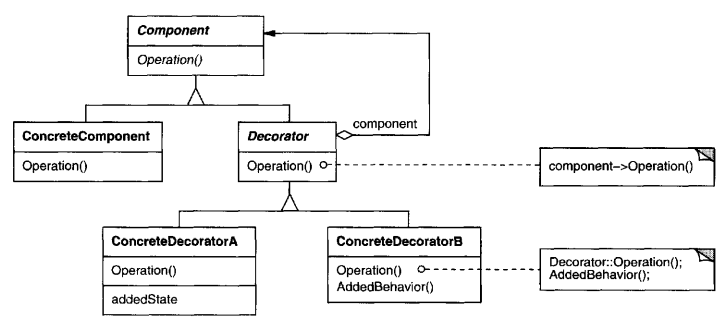 Component
Operation()
component
ConcreteComponent
Operation()
Decorator
Operation()
component–>Operation()
ConcreteDecoratorA
Operation()
addedState
ConcreteDecoratorB
Operation()
AddedBehavior()
Decorator::Operation();
AddedBehavior();